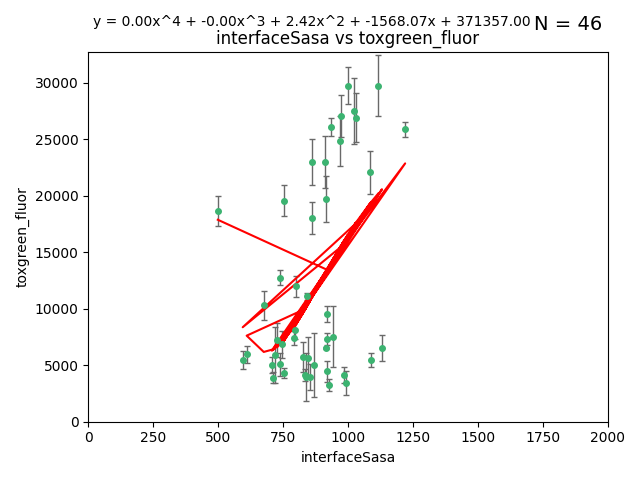 y = 0.00x^4 + -0.00x^3 + 2.42x^2 + -1568.07x + 371357.00 N = 46
interfaceSasa vs toxgreen_fluor
30000
25000
20000
15000
10000
5000
0
toxgreen_fluor
0 250 500 750 1000 1250 1500 1750 2000
interfaceSasa